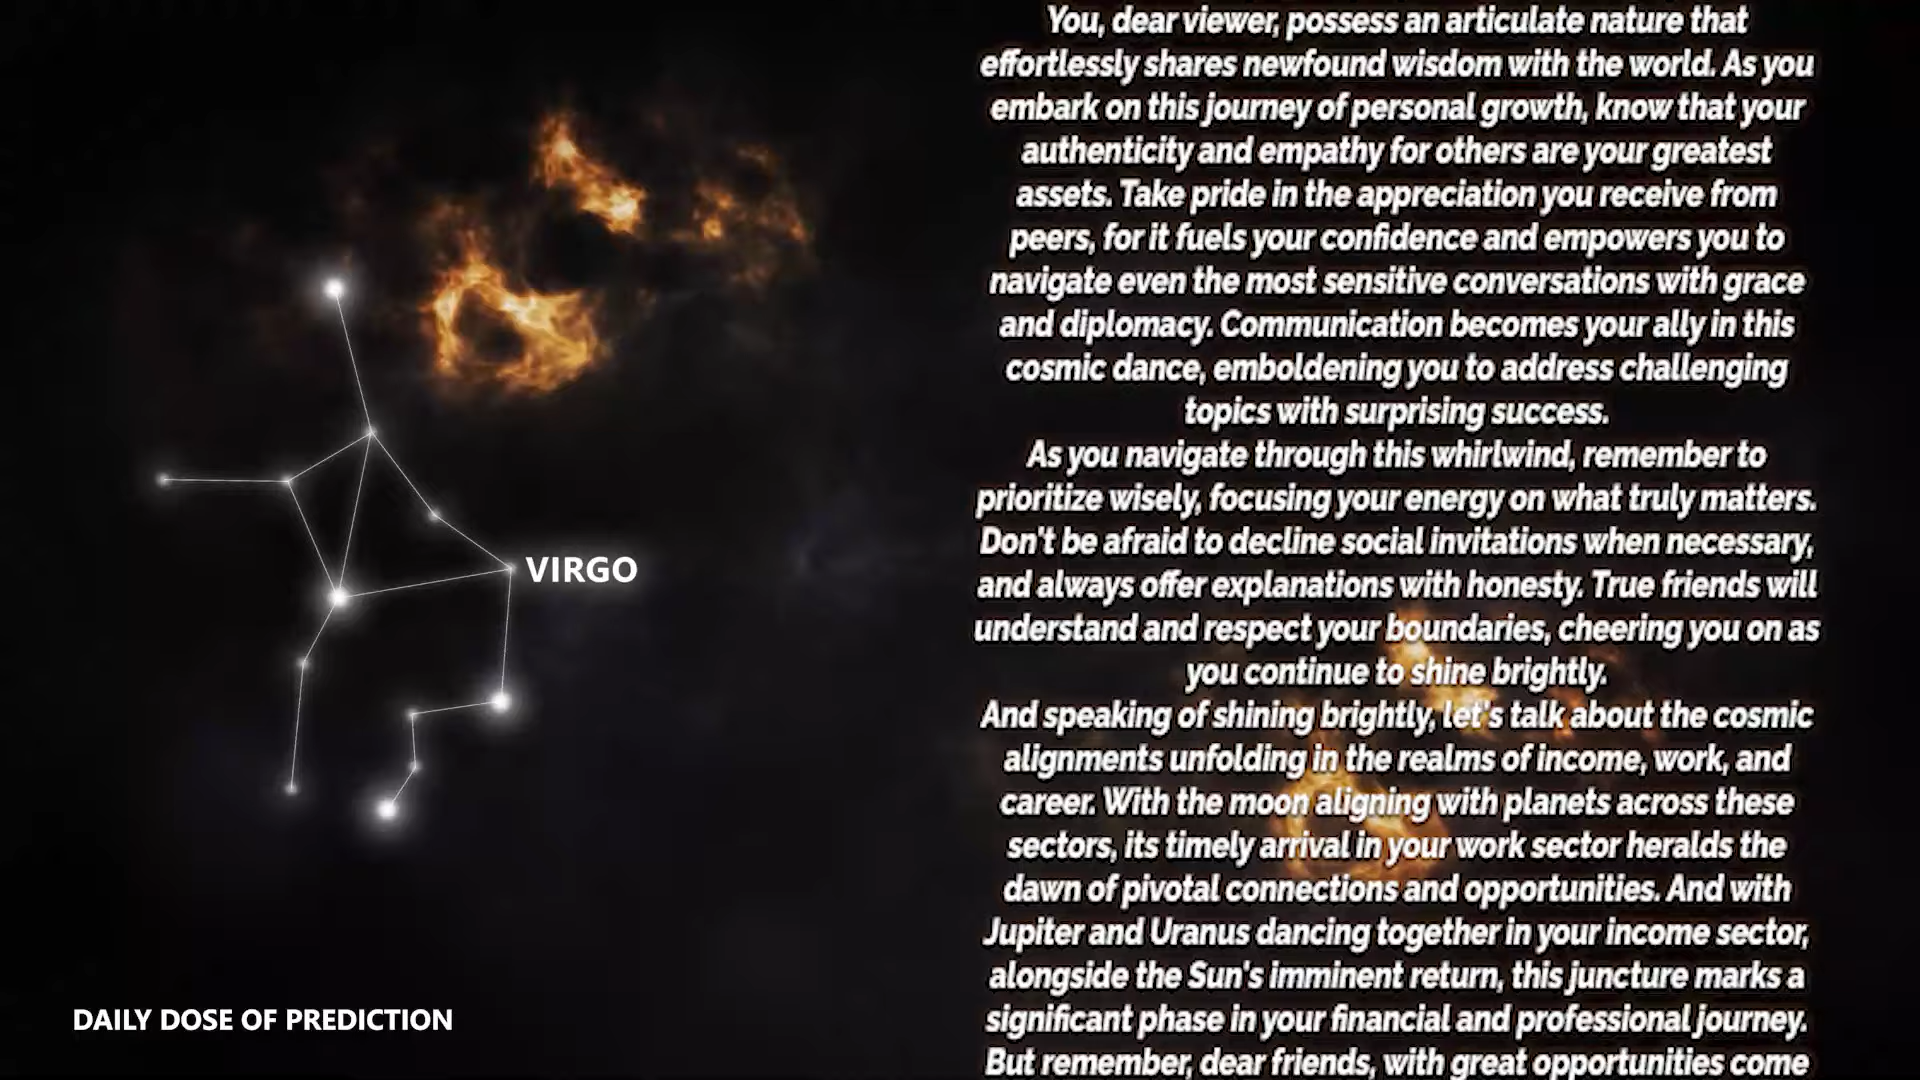 You, dear viewer, possess an articulate nature that
effortlessly shares newfound wisdom with the world. As you
embark on this journey of personal growth, know that your
authenticity and empathy for others are your greatest
assets. Take pride in the appreciation you receive from
peers, for it fuels your confidence and empowers you to
navigate even the most sensitive conversations with grace
and diplomacy. Communication becomes your ally in this
cosmic dance, emboldening you to address challenging
topics with surprising success.
As you navigate through this whirlwind, remember to
prioritize wisely, focusing your energy on what truly matters.
Don't be afraid to decline social invitations when necessary,
and always offer explanations with honesty. True friends will
understand and respect your boundaries, cheering you on as
you continue to shine brightly.
And speaking of shining brightly, let's talk about the cosmic
alignments unfolding in the realms of income, work, and
career. With the moon aligning with planets across these
sectors, its timely arrival in your work sector heralds the
dawn of pivotal connections and opportunities. And with
Jupiter and Uranus dancing together in your income sector,
alongside the Sun's imminent return, this juncture marks a
significant phase in your financial and professional journey.
But remember, dear friends, with great opportunities come
VIRGO
DAILY DOSE OF PREDICTION